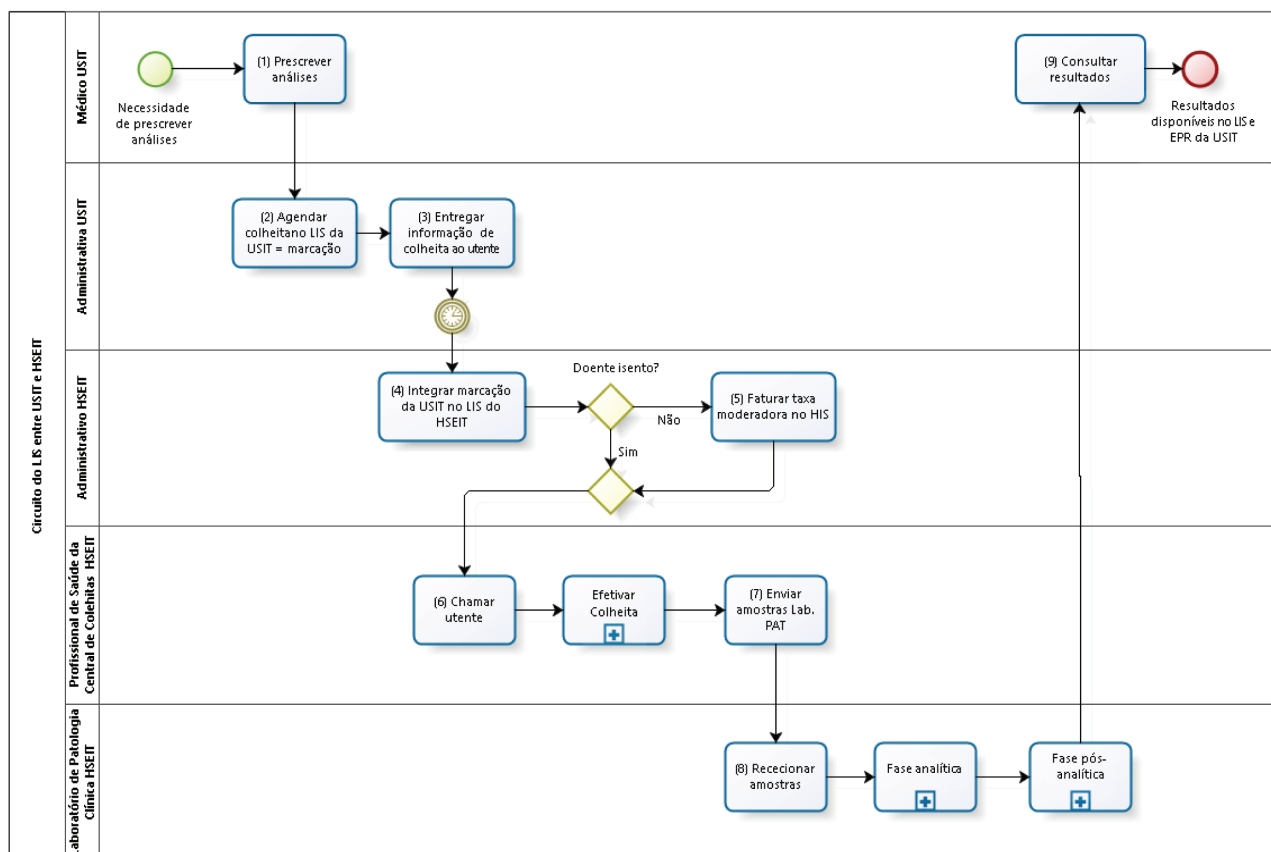 Circuito do LIS entre USIT e HSEIT
Médico USIT
Necessidade
de prescrever
análises
(1) Prescrever
análises
(9) Consultar
resultados
Resultados
disponíveis no LIS e
EPR da USIT
Administrativa USIT
(2) Agendar
colheitano LIS da
USIT = marcação
(3) Entregar
informação de
colheita ao utente
Administrativo HSEIT
(4) Integrar marcação
da USIT no LIS do
HSEIT
Doente isento?
Não
Sim
(5) Faturar taxa
moderadora no HIS
Profissional de Saúde da
Central de Colehitas HSEIT
(6) Chamar
utente
Efetivar
Colheita
(7) Enviar
amostras Lab.
PAT
Laboratório de Patologia
Clínica HSEIT
(8) Rececionar
amostras
Fase analítica
Fase pós-
analítica